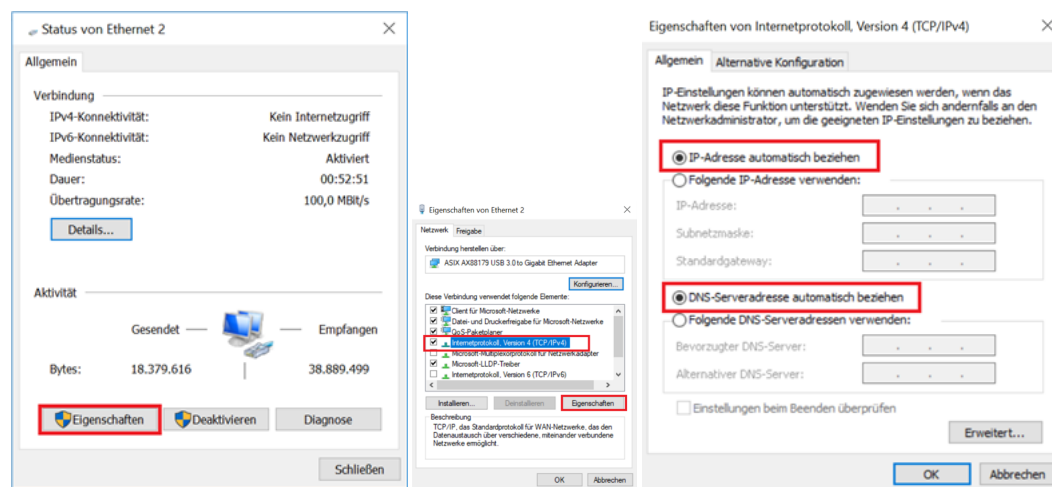 Status von Ethernet 2
Allgemein
Verbindung
IPv4-Konnektivität: Kein Internetzugriff
IPv6-Konnektivität: Kein Netzwerkzugriff
Medienstatus: Aktiviert
Dauer: 00:52:51
Übertragungsrate: 100,0 MBit/s
Details...
Aktivität
Gesendet Empfangen
Bytes: 18.379.616 38.889.499
Eigenschaften Deaktivieren Diagnose
Schließen
Eigenschaften von Ethernet 2
Netzwerk Freigabe
Verbindung herstellen über:
ASIX AX88179 USB 3.0 to Gigabit Ethernet Adapter
Konfigurieren...
Diese Verbindung verwendet folgende Elemente:
Client für Microsoft-Netzwerke
Datei- und Druckerfreigabe für Microsoft-Netzwerke
QoS-Paketplaner
Internetprotokoll, Version 4 (TCP/IPv4)
Microsoft-Multiplexorprotokoll für Netzwerkadapter
Microsoft-LLDP-Treiber
Internetprotokoll, Version 6 (TCP/IPv6)
Installieren... Deinstallieren Eigenschaften
Beschreibung
TCP/IP, das Standardprotokoll für WAN-Netzwerke, das den
Datenaustausch über verschiedene, miteinander verbundene
Netzwerke ermöglicht.
OK Abbrechen
Eigenschaften von Internetprotokoll, Version 4 (TCP/IPv4)
Allgemein Alternative Konfiguration
IP-Einstellungen können automatisch zugewiesen werden, wenn das
Netzwerk diese Funktion unterstützt. Wenden Sie sich andernfalls an den
Netzwerkadministrator, um die geeigneten IP-Einstellungen zu beziehen.
IP-Adresse automatisch beziehen
Folgende IP-Adresse verwenden:
IP-Adresse:
Subnetzmaske:
Standardgateway:
DNS-Serveradresse automatisch beziehen
Folgende DNS-Serveradressen verwenden:
Bevorzugter DNS-Server:
Alternativer DNS-Server:
Einstellungen beim Beenden überprüfen
Erweitert...
OK Abbrechen